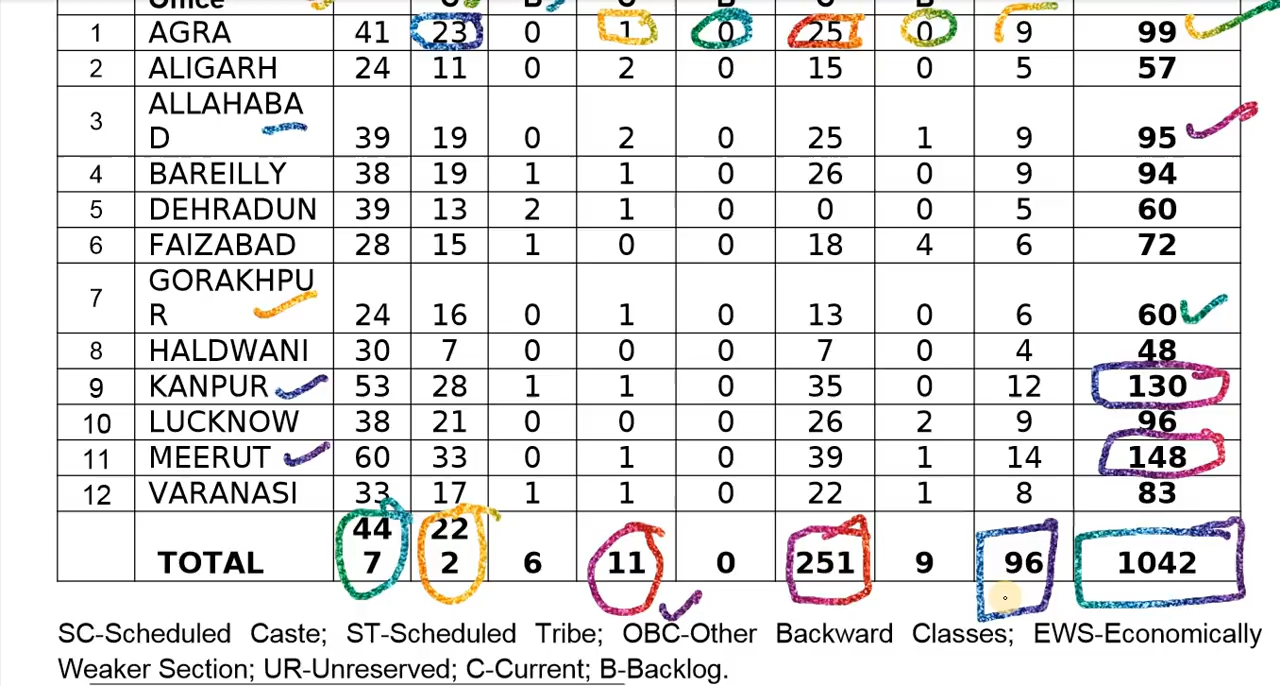 Office C B C B C B
1 AGRA 41 23 0 1 0 25 0 9 99
2 ALIGARH 24 11 0 2 0 15 0 5 57
ALLAHABA
3 D 39 19 0 2 0 25 1 9 95
4 BAREILLY 38 19 1 1 0 26 0 9 94
5 DEHRADUN 39 13 2 1 0 0 0 5 60
6 FAIZABAD 28 15 1 0 0 18 4 6 72
GORAKHPU
7 R 24 16 0 1 0 13 0 6 60
8 HALDWANI 30 7 0 0 0 7 0 4 48
9 KANPUR 53 28 1 1 0 35 0 12 130
10 LUCKNOW 38 21 0 0 0 26 2 9 96
11 MEERUT 60 33 0 1 0 39 1 14 148
12 VARANASI 33 17 1 1 0 22 1 8 83
44 22
TOTAL 7 2 6 11 0 251 9 96 1042
SC-Scheduled Caste; ST-Scheduled Tribe; OBC-Other Backward Classes; EWS-Economically
Weaker Section; UR-Unreserved; C-Current; B-Backlog.